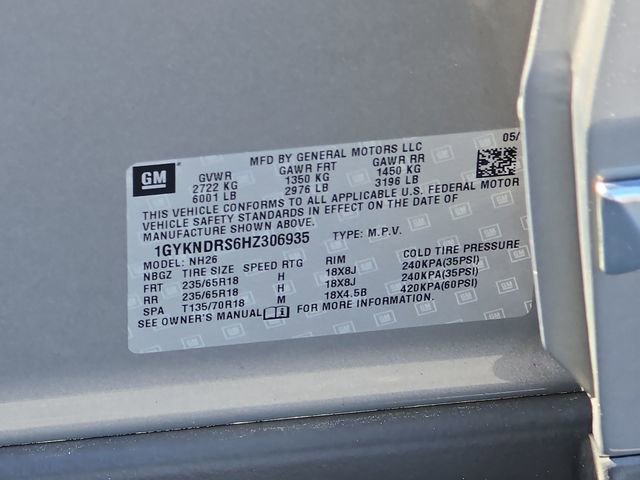 05/
MFD BY GENERAL MOTORS LLC
GM
GVWR GAWR FRT GAWR RR
2722 KG 1350 KG 1450 KG
6001 LB 2976 LB 3196 LB
THIS VEHICLE CONFORMS TO ALL APPLICABLE U.S. FEDERAL MOTOR
VEHICLE SAFETY STANDARDS IN EFFECT ON THE DATE OF
MANUFACTURE SHOWN ABOVE.
1GYKNDRS6HZ306935 TYPE: M.P.V.
MODEL: NH26
NBGZ TIRE SIZE SPEED RTG RIM COLD TIRE PRESSURE
FRT 235/65R18 H 18X8J 240KPA(35PSI)
RR 235/65R18 H 18X8J 240KPA(35PSI)
SPA T135/70R18 M 18X4.5B 420KPA(60PSI)
SEE OWNER'S MANUAL FOR MORE INFORMATION.